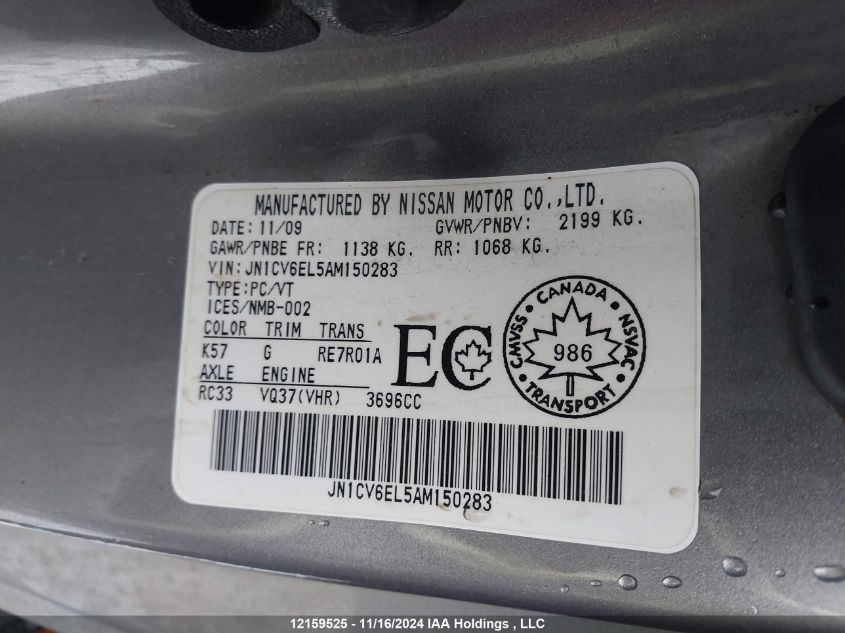 MANUFACTURED BY NISSAN MOTOR CO.,LTD.
DATE:11/09 GVWR/PNBV: 2199 KG.
GAWR/PNBE FR: 1138 KG. RR: 1068 KG.
VIN:JN1CV6EL5AM150283
TYPE:PC/VT
ICES/NMB-002
COLOR TRIM TRANS
K57 G RE7R01A
AXLE ENGINE
RC33 VQ37(VHR) 3696CC
EC
CANADA
CMVSS 986 NSVAC
TRANSPORT
JN1CV6EL5AM150283
12159525 - 11/16/2024 IAA Holdings , LLC